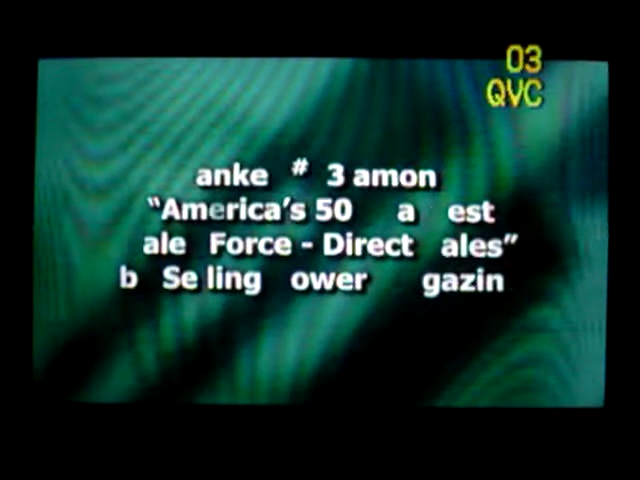 03
QVC
anke # 3 amon
"America's 50 a est
ale Force - Direct ales"
b Se ling ower gazin